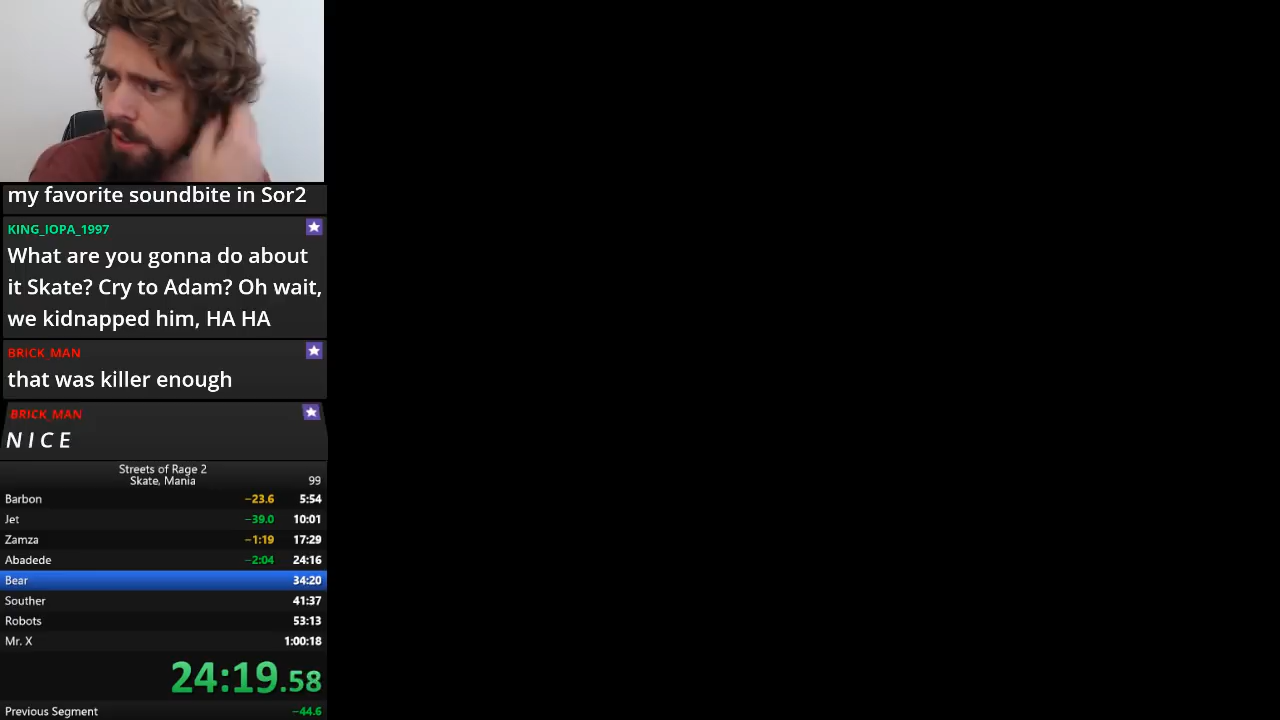 my favorite soundbite in Sor2
KING_IOPA_1997
What are you gonna do about
it Skate? Cry to Adam? Oh wait,
we kidnapped him, HA HA
BRICK_MAN
that was killer enough
BRICK_MAN
N I C E
Streets of Rage 2
Skate, Mania 99
Barbon −23.6 5:54
Jet −39.0 10:01
Zamza −1:19 17:29
Abadede −2:04 24:16
Bear 34:20
Souther 41:37
Robots 53:13
Mr. X 1:00:18
24:19.58
Previous Segment −44.6